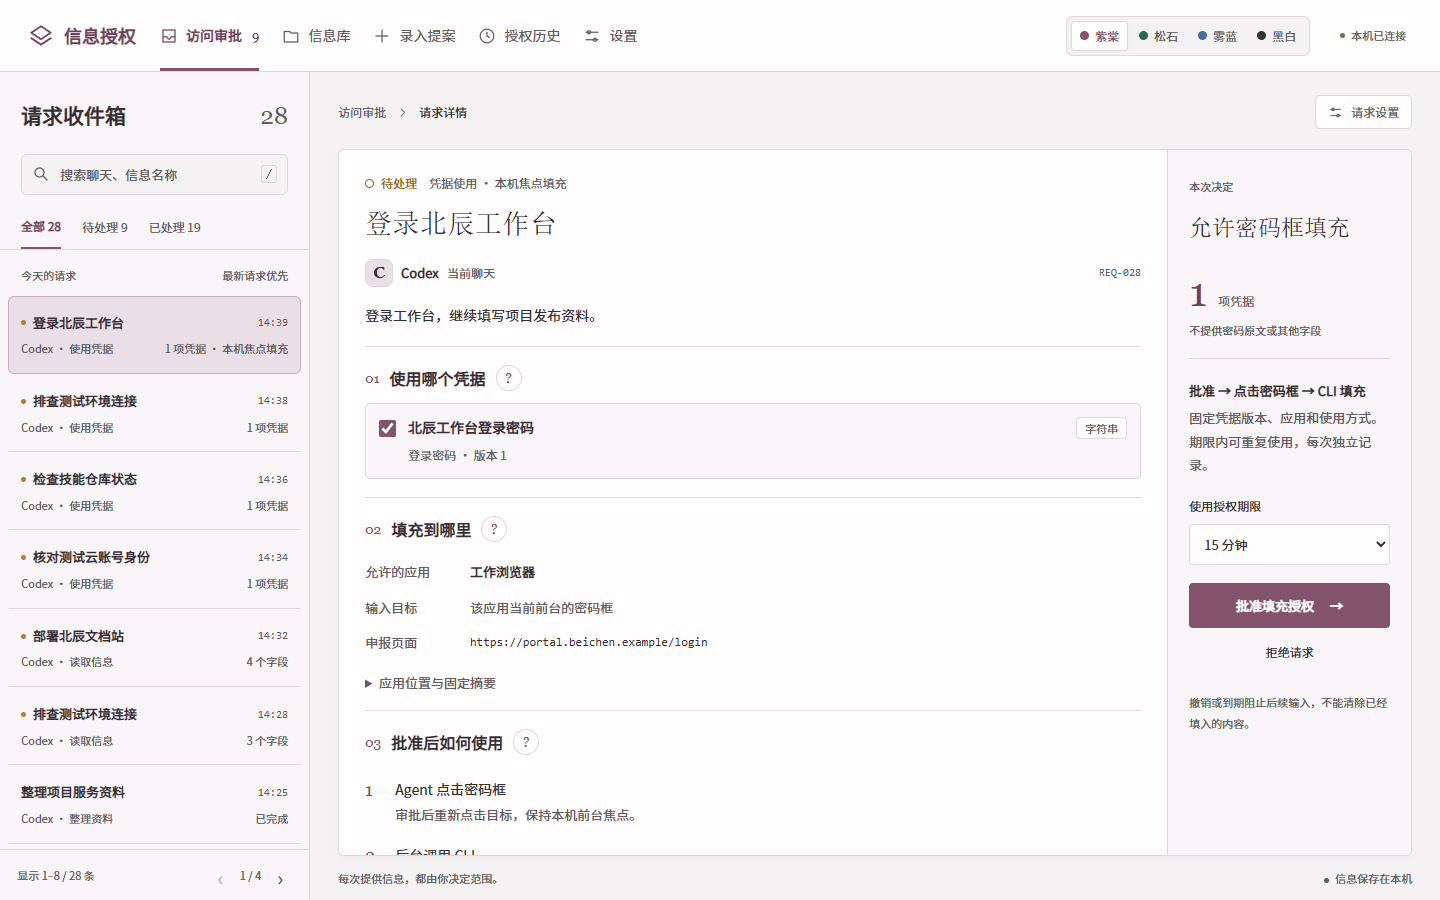 信息授权
访问审批 9
信息库
录入提案
授权历史
设置
紫棠
松石
雾蓝
黑白
本机已连接
请求收件箱 28
搜索聊天、信息名称 /
全部 28 待处理 9 已处理 19
今天的请求 最新请求优先
登录北辰工作台 14:39
Codex · 使用凭据 1 项凭据 · 本机焦点填充
排查测试环境连接 14:38
Codex · 使用凭据 1 项凭据
检查技能仓库状态 14:36
Codex · 使用凭据 1 项凭据
核对测试云账号身份 14:34
Codex · 使用凭据 1 项凭据
部署北辰文档站 14:32
Codex · 读取信息 4 个字段
排查测试环境连接 14:28
Codex · 读取信息 3 个字段
整理项目服务资料 14:25
Codex · 整理资料 已完成
显示 1–8 / 28 条 ‹ 1 / 4 ›
访问审批 > 请求详情
请求设置
待处理 凭据使用 · 本机焦点填充
登录北辰工作台
C Codex 当前聊天 REQ-028
登录工作台，继续填写项目发布资料。
01 使用哪个凭据 ?
北辰工作台登录密码 字符串
登录密码 · 版本 1
02 填充到哪里 ?
允许的应用 工作浏览器
输入目标 该应用当前前台的密码框
申报页面 https://portal.beichen.example/login
▶ 应用位置与固定摘要
03 批准后如何使用 ?
1 Agent 点击密码框
审批后重新点击目标，保持本机前台焦点。
2 后台调用 CLI
本次决定
允许密码框填充
1 项凭据
不提供密码原文或其他字段
批准 → 点击密码框 → CLI 填充
固定凭据版本、应用和使用方式。
期限内可重复使用，每次独立记
录。
使用授权期限
15 分钟
批准填充授权 →
拒绝请求
撤销或到期阻止后续输入，不能清除已经
填入的内容。
每次提供信息，都由你决定范围。
信息保存在本机